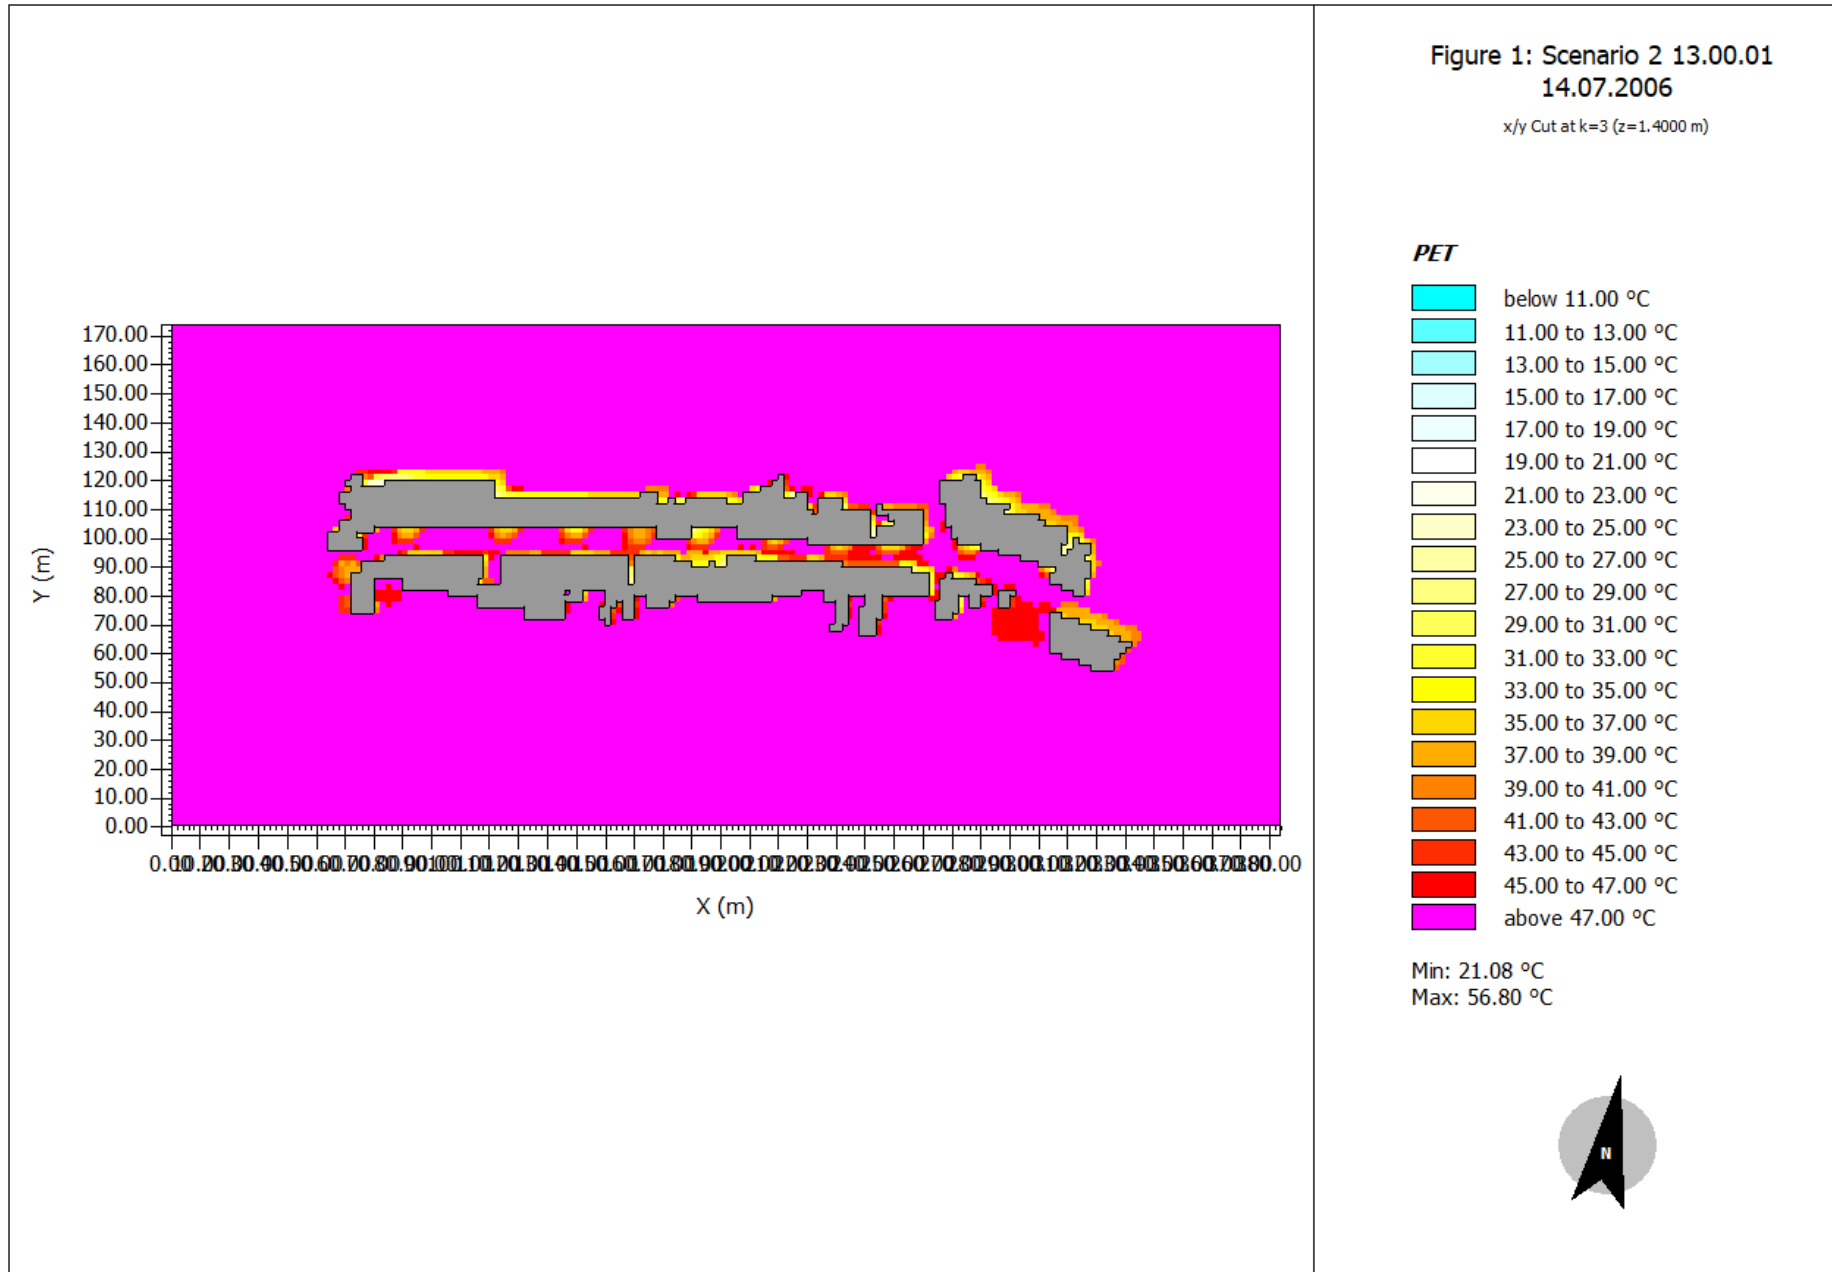 Figure 1: Scenario 2 13.00.01
14.07.2006
x/y Cut at k=3 (z=1.4000 m)
PET
below 11.00 °C
11.00 to 13.00 °C
13.00 to 15.00 °C
15.00 to 17.00 °C
17.00 to 19.00 °C
19.00 to 21.00 °C
21.00 to 23.00 °C
23.00 to 25.00 °C
25.00 to 27.00 °C
27.00 to 29.00 °C
29.00 to 31.00 °C
31.00 to 33.00 °C
33.00 to 35.00 °C
35.00 to 37.00 °C
37.00 to 39.00 °C
39.00 to 41.00 °C
41.00 to 43.00 °C
43.00 to 45.00 °C
45.00 to 47.00 °C
above 47.00 °C
Min: 21.08 °C
Max: 56.80 °C
N
Y (m)
170.00
160.00
150.00
140.00
130.00
120.00
110.00
100.00
90.00
80.00
70.00
60.00
50.00
40.00
30.00
20.00
10.00
0.00
X (m)